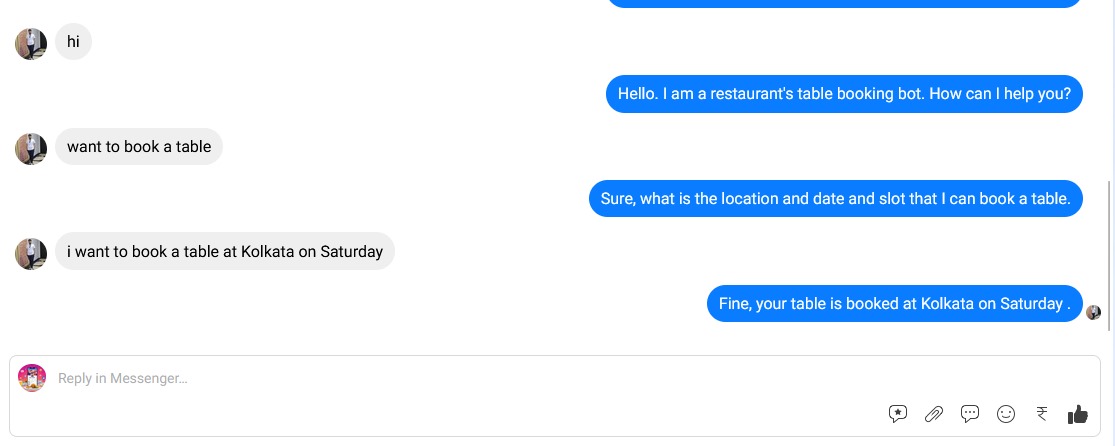 hi
Hello. I am a restaurant's table booking bot. How can I help you?
want to book a table
Sure, what is the location and date and slot that I can book a table.
i want to book a table at Kolkata on Saturday
Fine, your table is booked at Kolkata on Saturday .
Reply in Messenger...
₹